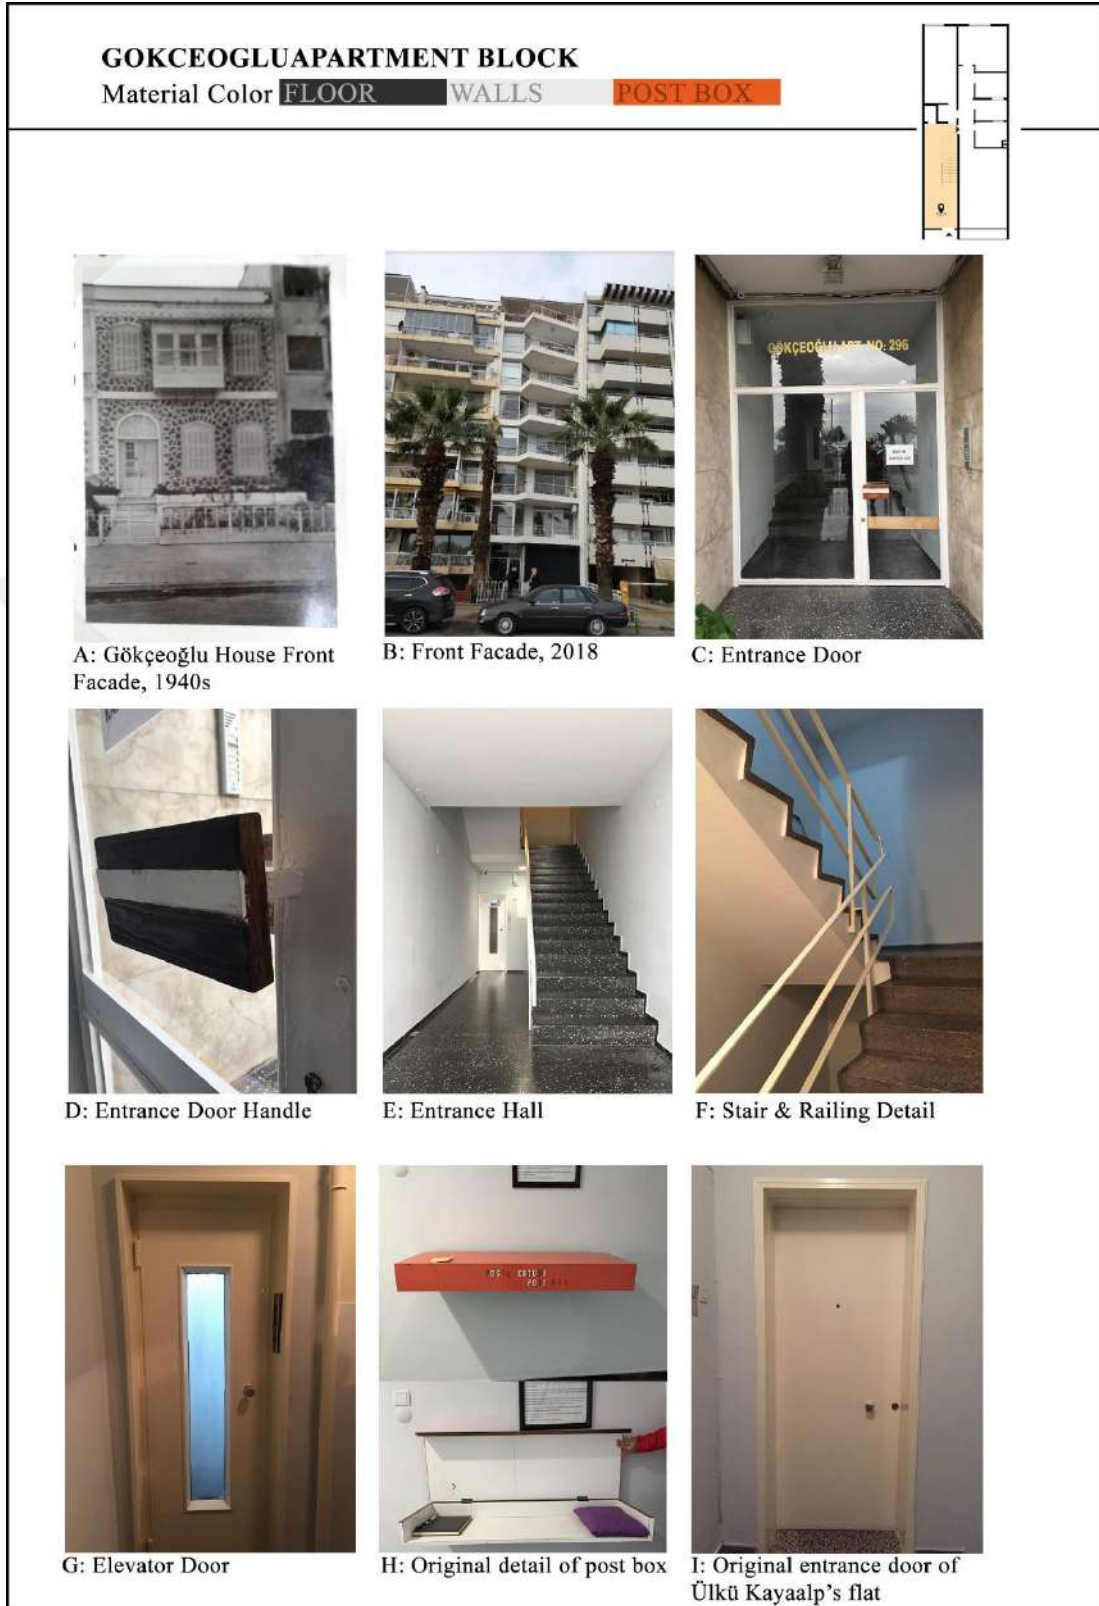 GOKCEOGLUAPARTMENT BLOCK
Material Color FLOOR WALLS POST BOX
GÖKÇEOĞLU APT. NO: 296
A: Gökçeoğlu House Front
Facade, 1940s
B: Front Facade, 2018
C: Entrance Door
D: Entrance Door Handle
E: Entrance Hall
F: Stair & Railing Detail
G: Elevator Door
H: Original detail of post box
I: Original entrance door of
Ülkü Kayaalp's flat